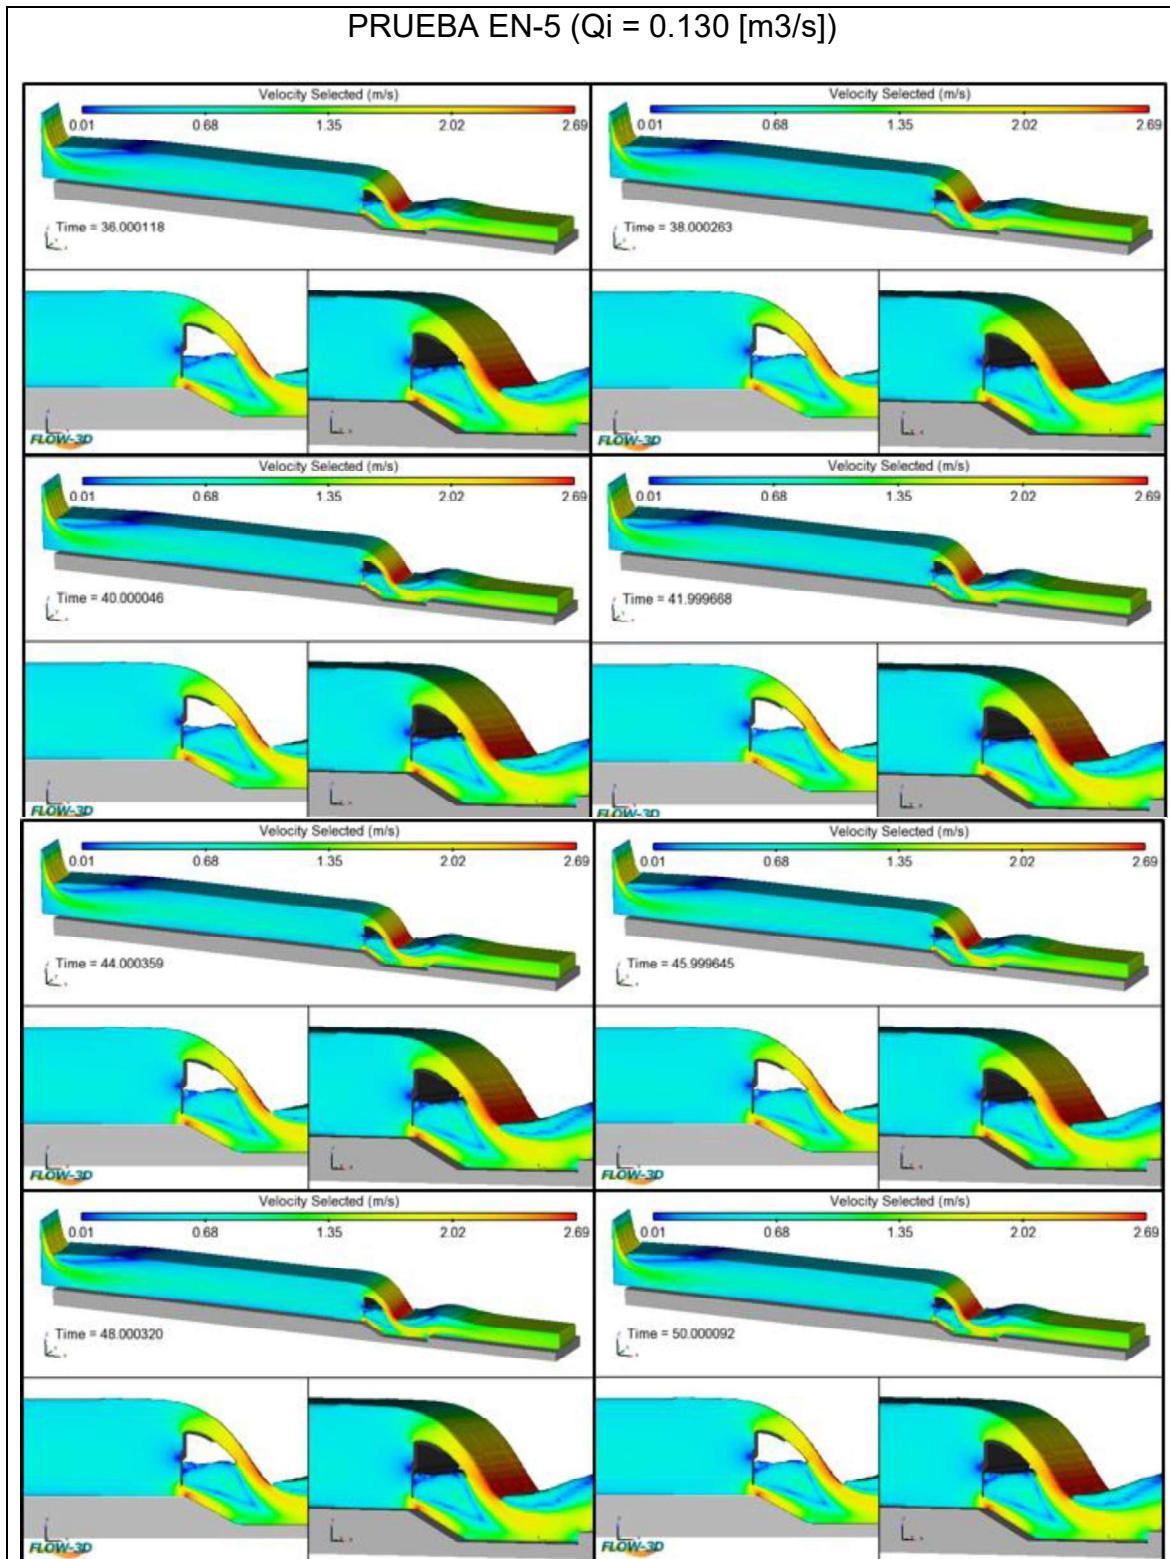 PRUEBA EN-5 (Qi = 0.130 [m3/s])
Velocity Selected (m/s)
0.01 0.68 1.35 2.02 2.69
Time = 36.000118
FLOW-3D
Velocity Selected (m/s)
0.01 0.68 1.35 2.02 2.69
Time = 38.000263
FLOW-3D
Velocity Selected (m/s)
0.01 0.68 1.35 2.02 2.69
Time = 40.000046
FLOW-3D
Velocity Selected (m/s)
0.01 0.68 1.35 2.02 2.69
Time = 41.999668
FLOW-3D
Velocity Selected (m/s)
0.01 0.68 1.35 2.02 2.69
Time = 44.000359
FLOW-3D
Velocity Selected (m/s)
0.01 0.68 1.35 2.02 2.69
Time = 45.999645
FLOW-3D
Velocity Selected (m/s)
0.01 0.68 1.35 2.02 2.69
Time = 48.000320
FLOW-3D
Velocity Selected (m/s)
0.01 0.68 1.35 2.02 2.69
Time = 50.000092
FLOW-3D